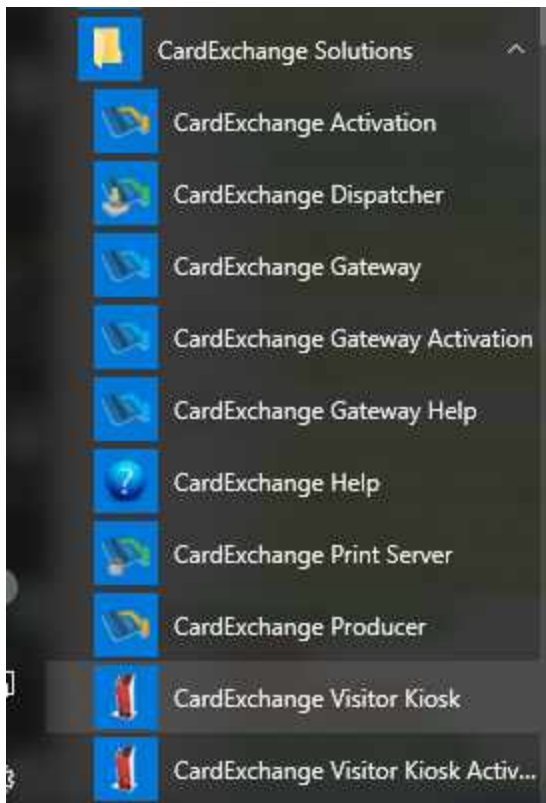 CardExchange Solutions
CardExchange Activation
CardExchange Dispatcher
CardExchange Gateway
CardExchange Gateway Activation
CardExchange Gateway Help
CardExchange Help
CardExchange Print Server
CardExchange Producer
CardExchange Visitor Kiosk
CardExchange Visitor Kiosk Activ...